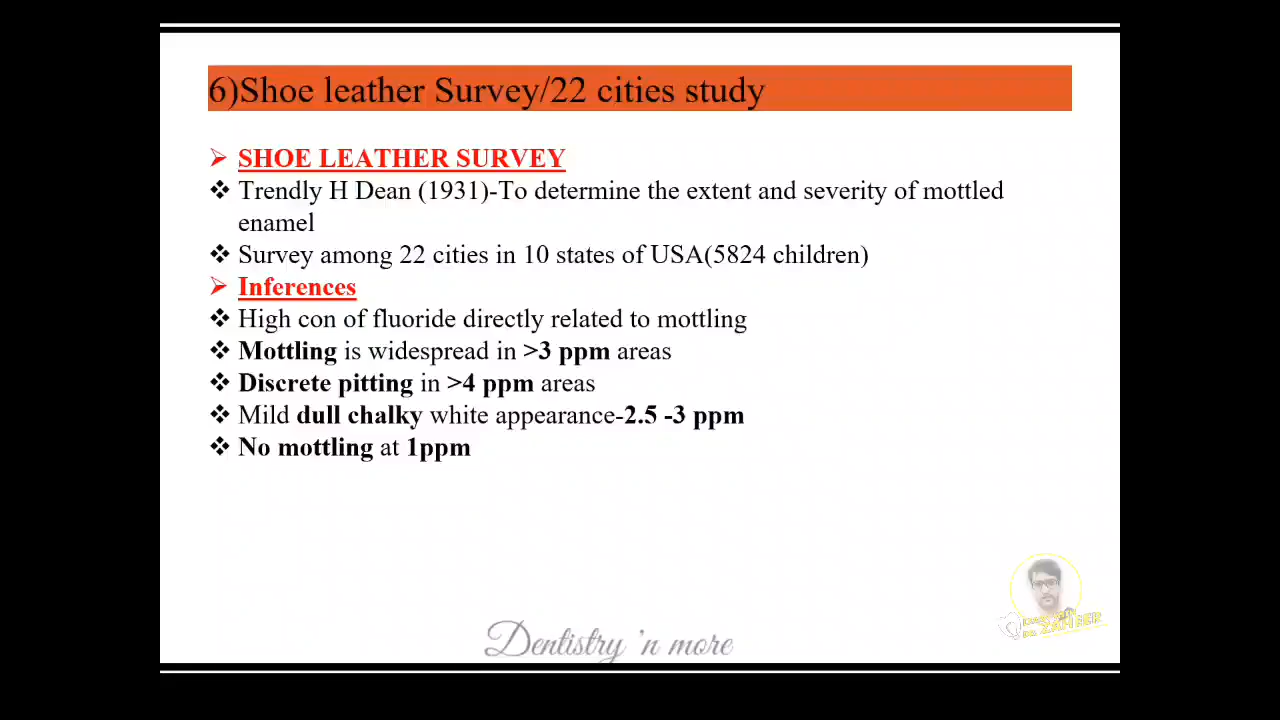 6)Shoe leather Survey/22 cities study
➢ SHOE LEATHER SURVEY
❖ Trendly H Dean (1931)-To determine the extent and severity of mottled
enamel
❖ Survey among 22 cities in 10 states of USA(5824 children)
➢ Inferences
❖ High con of fluoride directly related to mottling
❖ Mottling is widespread in >3 ppm areas
❖ Discrete pitting in >4 ppm areas
❖ Mild dull chalky white appearance-2.5 -3 ppm
❖ No mottling at 1ppm
Dentistry 'n more